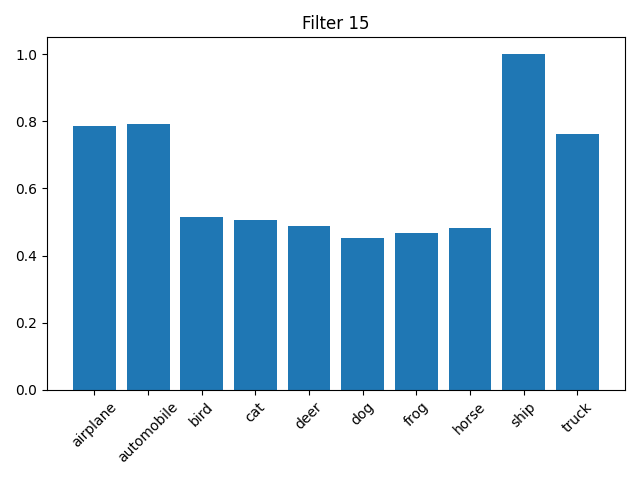 Filter 15
1.0
0.8
0.6
0.4
0.2
0.0
airplane
automobile
bird
cat
deer
dog
frog
horse
ship
truck